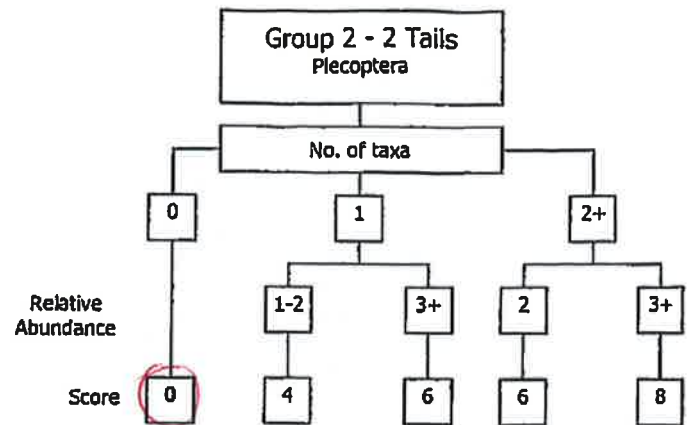 Group 2 - 2 Tails
Plecoptera
No. of taxa
0 1 2+
Relative
Abundance
1-2 3+ 2 3+
Score 0 4 6 6 8